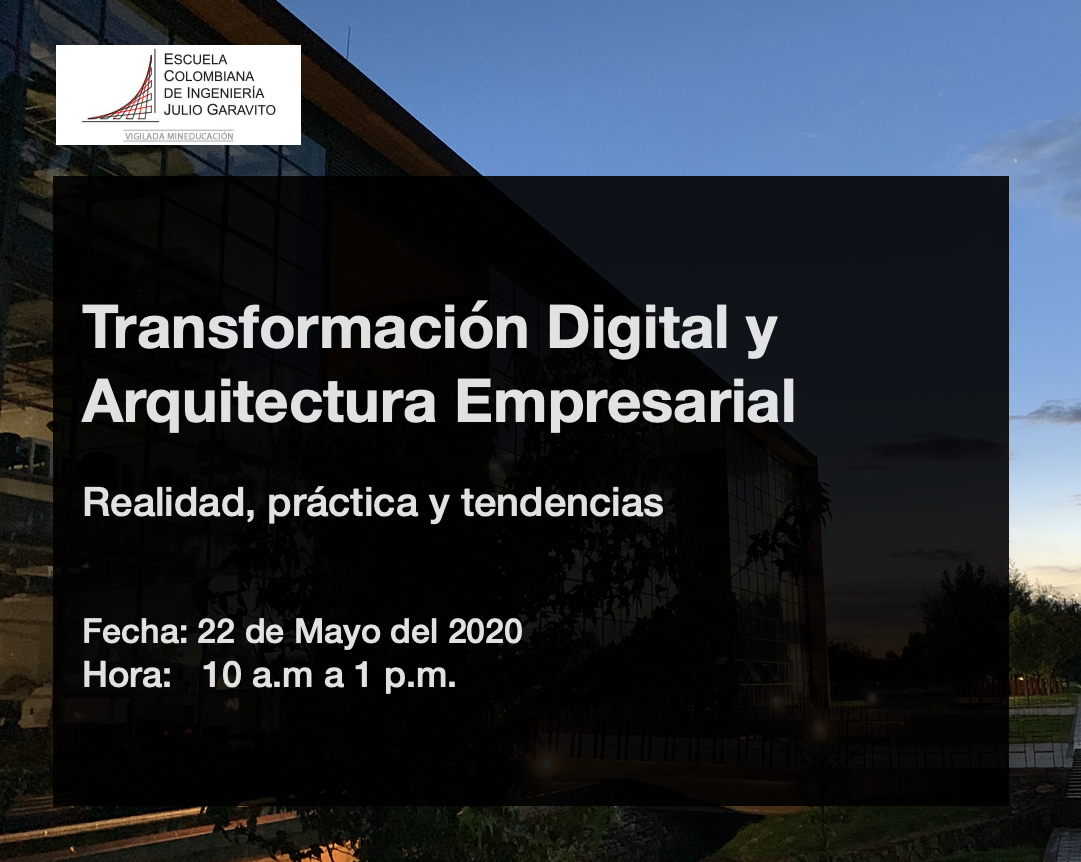 ESCUELA
COLOMBIANA
DE INGENIERÍA
JULIO GARAVITO
VIGILADA MINEDUCACIÓN
Transformación Digital y
Arquitectura Empresarial
Realidad, práctica y tendencias
Fecha: 22 de Mayo del 2020
Hora: 10 a.m a 1 p.m.